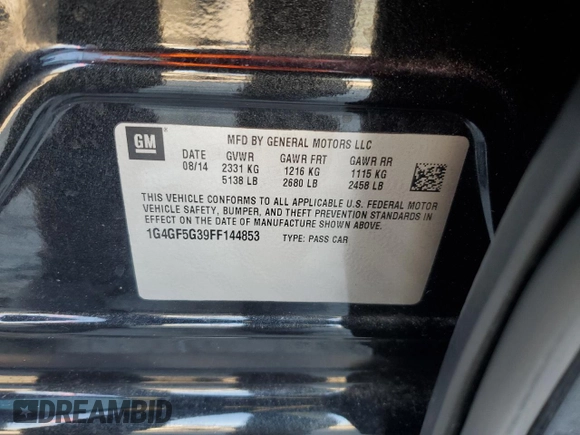 GM
MFD BY GENERAL MOTORS LLC
DATE GVWR GAWR FRT GAWR RR
08/14 2331 KG 1216 KG 1115 KG
5138 LB 2680 LB 2458 LB
THIS VEHICLE CONFORMS TO ALL APPLICABLE U.S. FEDERAL MOTOR
VEHICLE SAFETY, BUMPER, AND THEFT PREVENTION STANDARDS IN
EFFECT ON THE DATE OF MANUFACTURE SHOWN ABOVE.
1G4GF5G39FF144853 TYPE: PASS CAR
DREAMBID